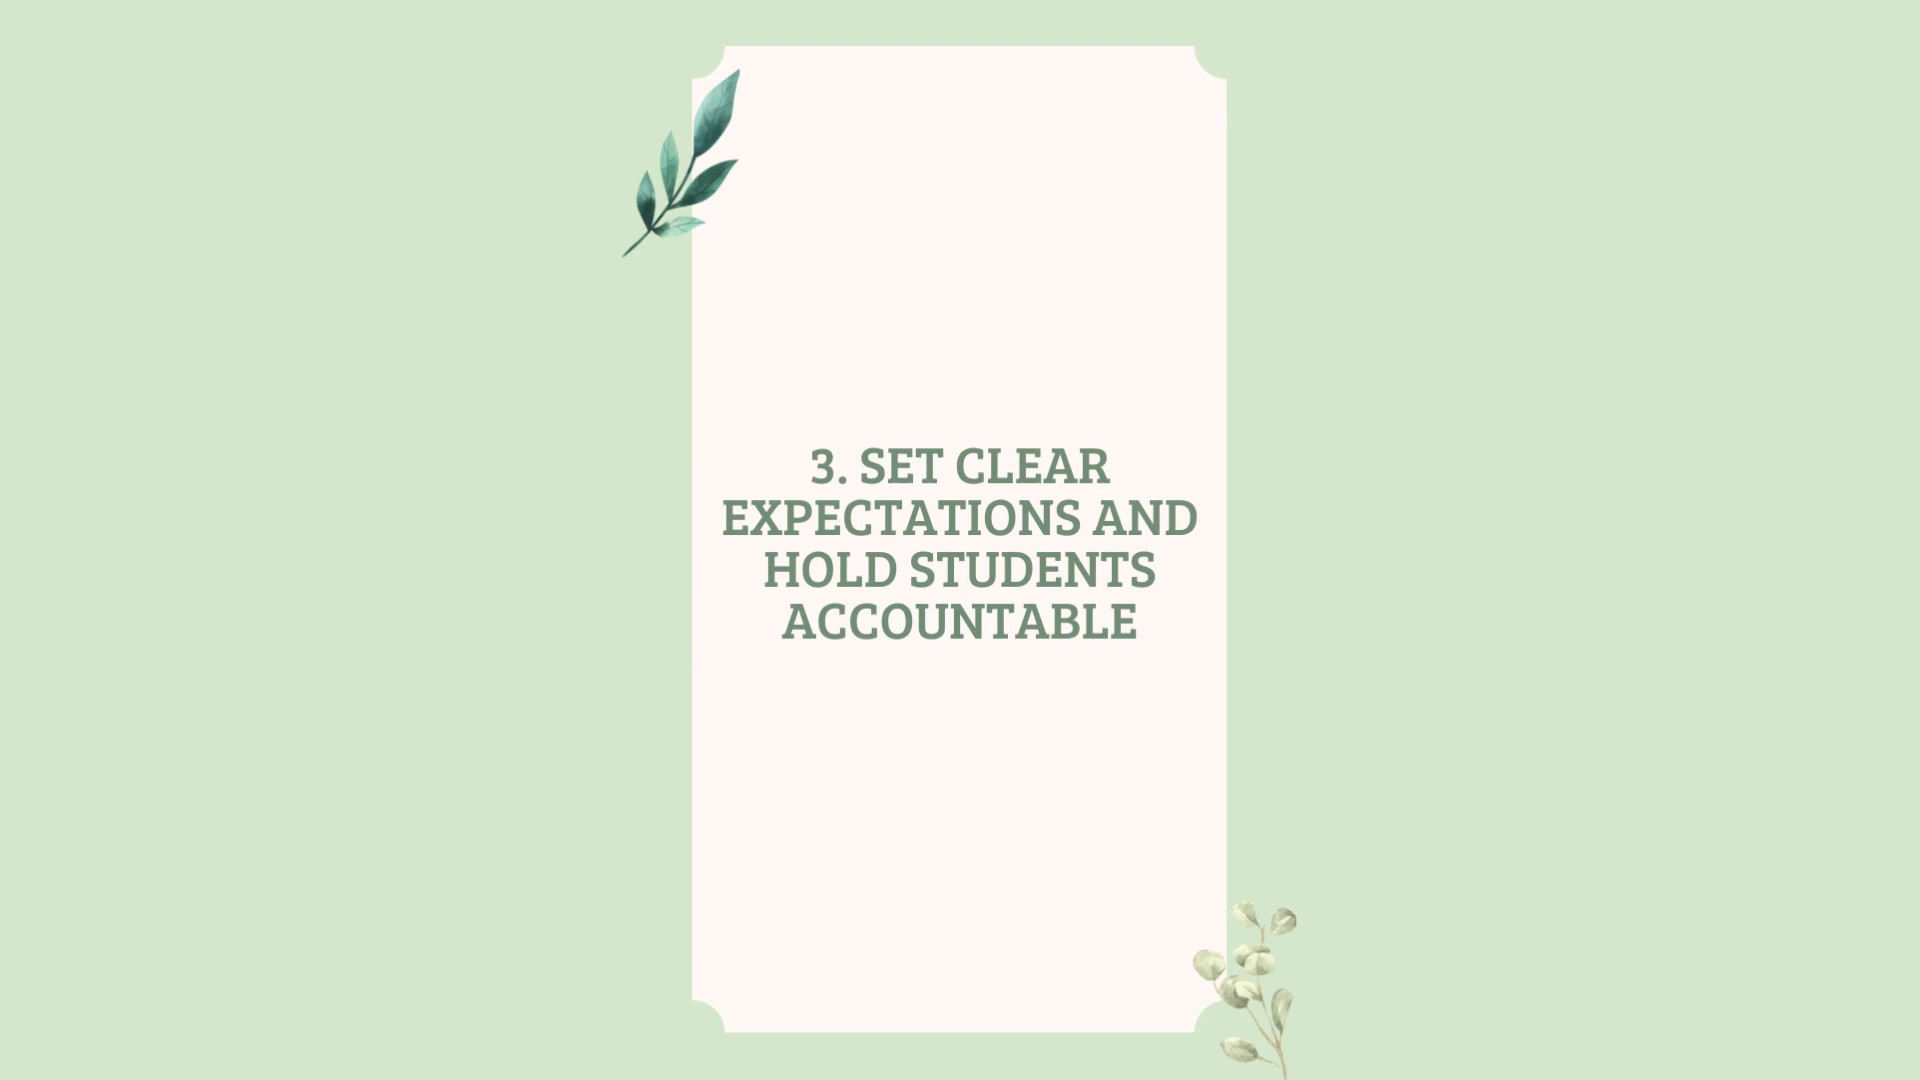 3. SET CLEAR
EXPECTATIONS AND
HOLD STUDENTS
ACCOUNTABLE